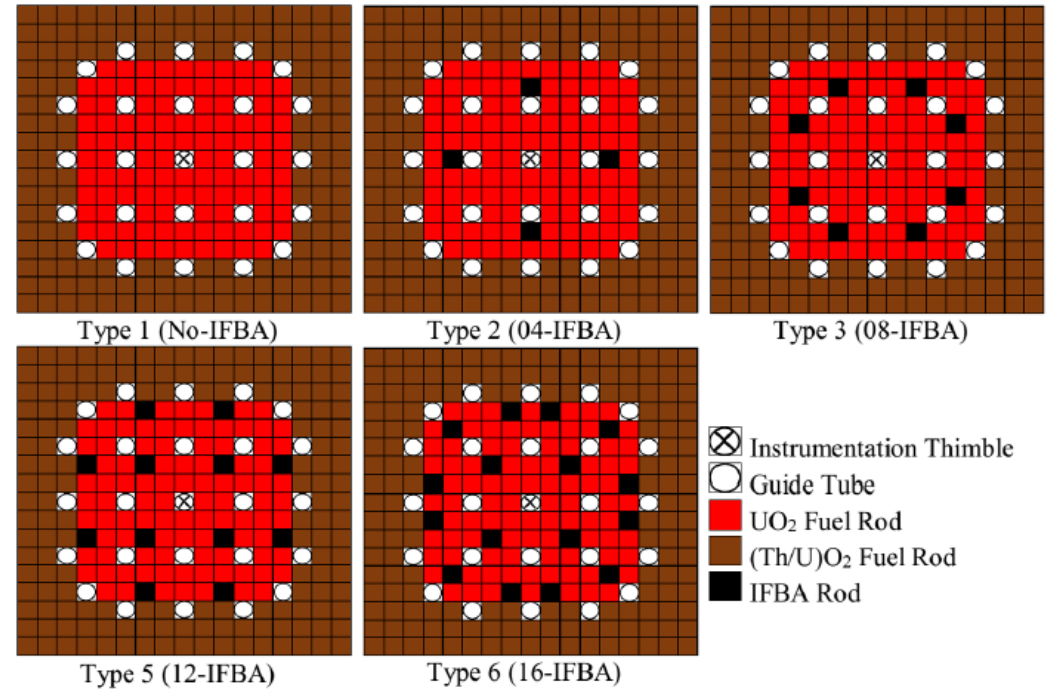 Type 1 (No-IFBA)
Type 2 (04-IFBA)
Type 3 (08-IFBA)
Type 5 (12-IFBA)
Type 6 (16-IFBA)
Instrumentation Thimble
Guide Tube
UO₂ Fuel Rod
(Th/U)O₂ Fuel Rod
IFBA Rod